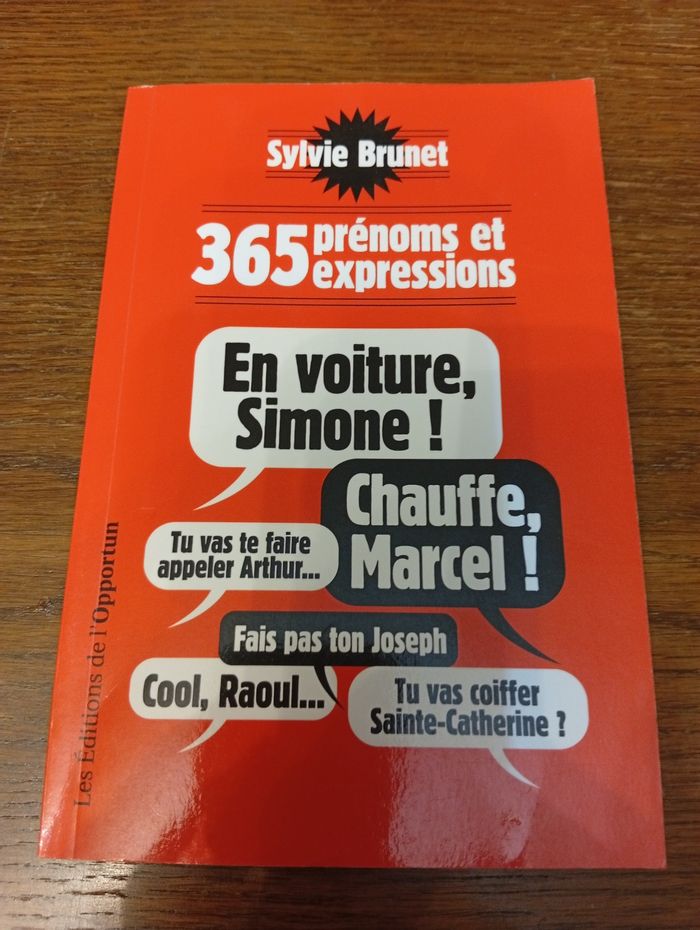 Sylvie Brunet
365 prénoms et
expressions
En voiture,
Simone !
Chauffe,
Marcel !
Tu vas te faire
appeler Arthur...
Fais pas ton Joseph
Cool, Raoul...
Tu vas coiffer
Sainte-Catherine ?
Les Éditions de l'Opportun